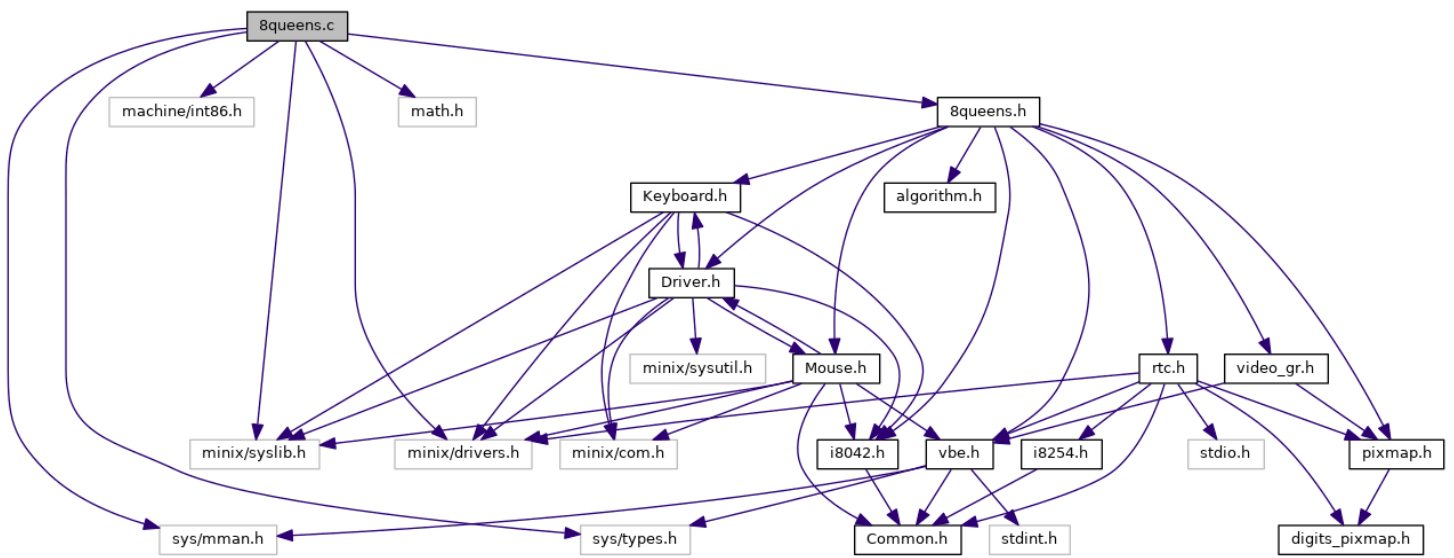 8queens.c
machine/int86.h
math.h
8queens.h
Keyboard.h
algorithm.h
Driver.h
minix/sysutil.h
Mouse.h
rtc.h
video_gr.h
minix/syslib.h
minix/drivers.h
minix/com.h
i8042.h
vbe.h
i8254.h
stdio.h
pixmap.h
sys/mman.h
sys/types.h
Common.h
stdint.h
digits_pixmap.h